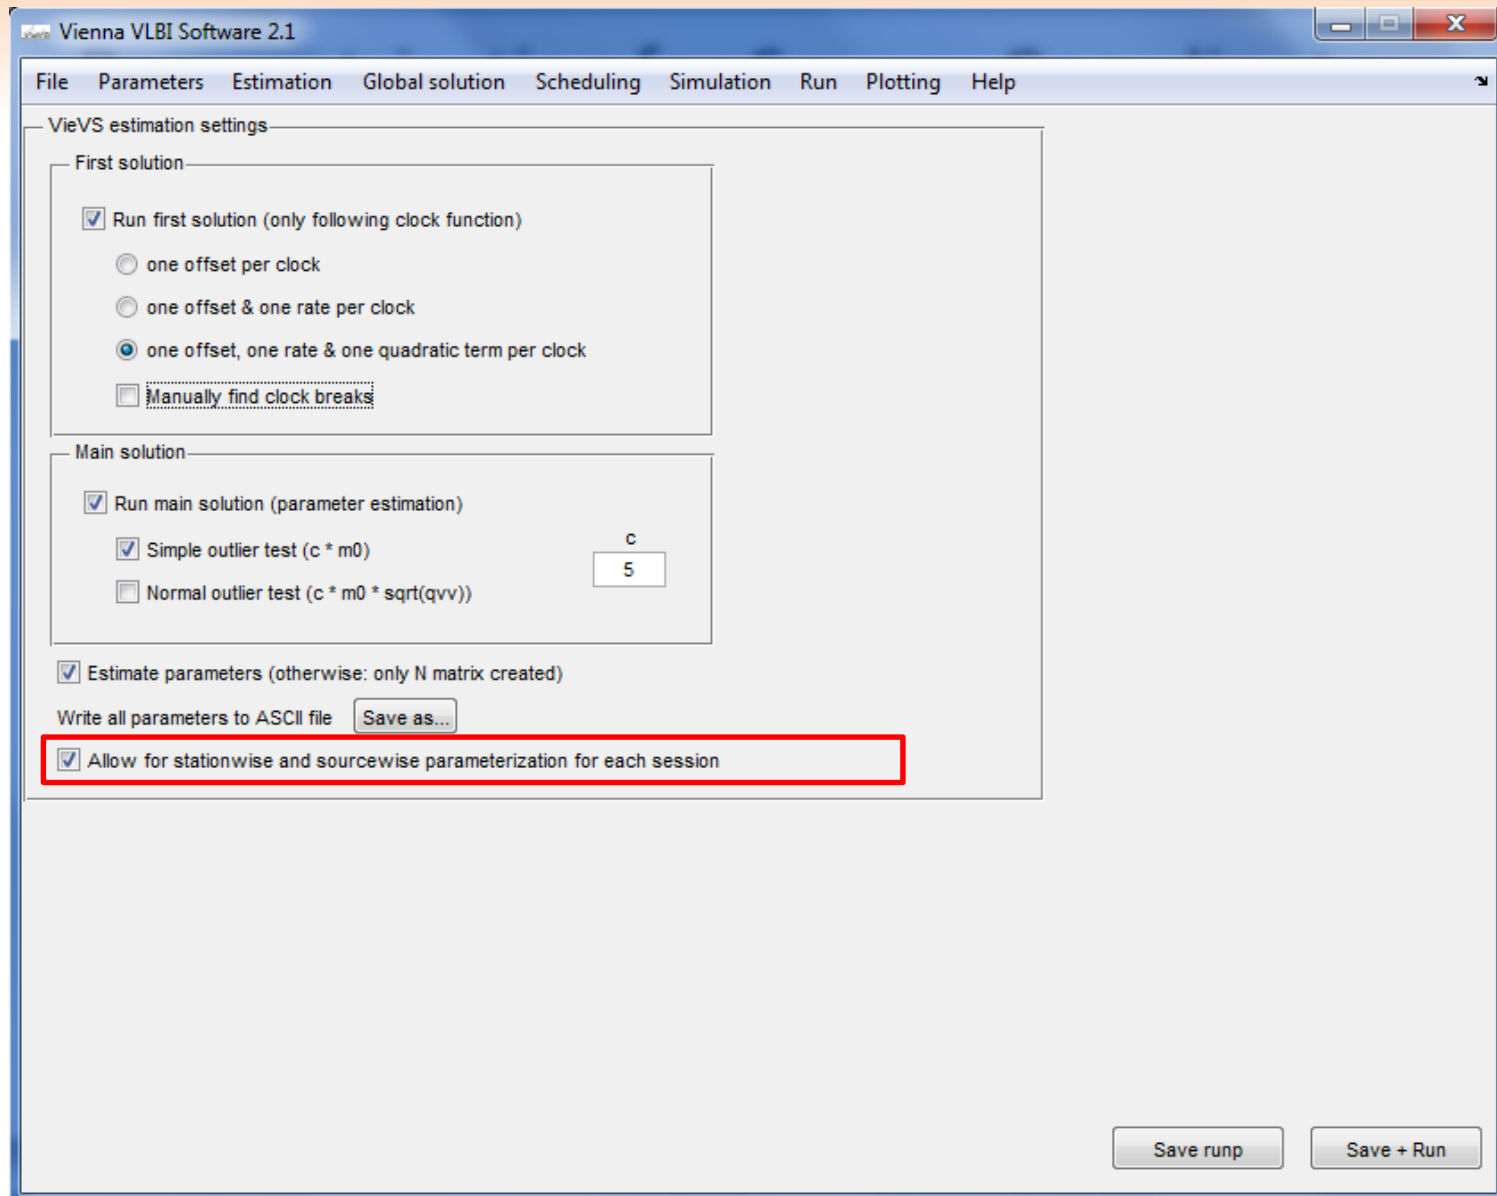 Vienna VLBI Software 2.1
File Parameters Estimation Global solution Scheduling Simulation Run Plotting Help
VieVS estimation settings
First solution
Run first solution (only following clock function)
one offset per clock
one offset & one rate per clock
one offset, one rate & one quadratic term per clock
Manually find clock breaks
Main solution
Run main solution (parameter estimation)
c
Simple outlier test (c * m0)
5
Normal outlier test (c * m0 * sqrt(qvv))
Estimate parameters (otherwise: only N matrix created)
Write all parameters to ASCII file Save as...
Allow for stationwise and sourcewise parameterization for each session
Save runp Save + Run